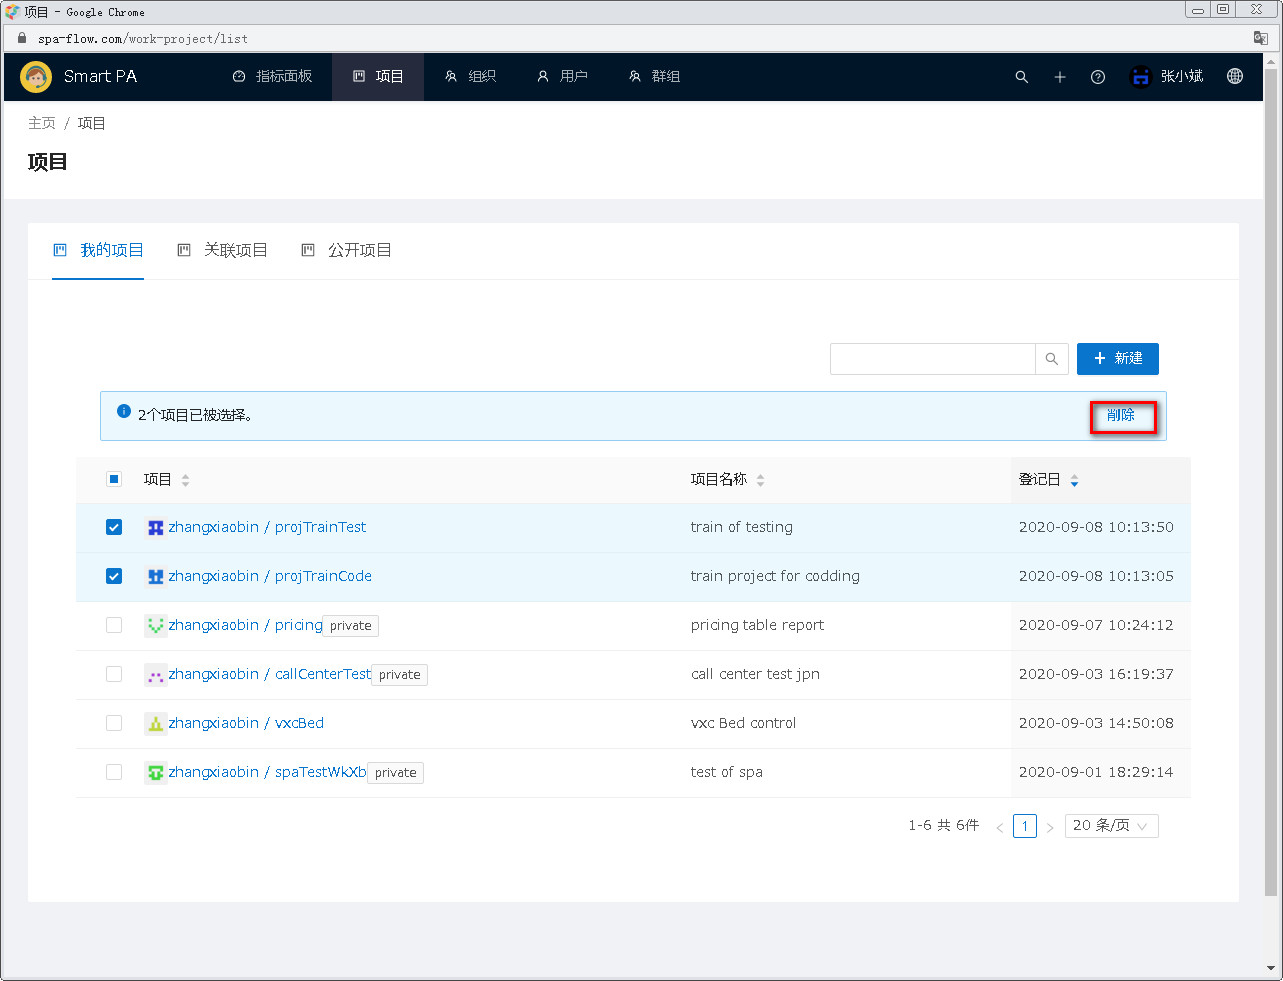 项目 - Google Chrome
spa-flow.com/work-project/list
Smart PA 指标面板 项目 组织 用户 群组 张小斌
主页 / 项目
项目
我的项目 关联项目 公开项目
新建
2个项目已被选择。 删除
项目 项目名称 登记日
zhangxiaobin / projTrainTest train of testing 2020-09-08 10:13:50
zhangxiaobin / projTrainCode train project for codding 2020-09-08 10:13:05
zhangxiaobin / pricing private pricing table report 2020-09-07 10:24:12
zhangxiaobin / callCenterTest private call center test jpn 2020-09-03 16:19:37
zhangxiaobin / vxcBed vxc Bed control 2020-09-03 14:50:08
zhangxiaobin / spaTestWkXb private test of spa 2020-09-01 18:29:14
1-6 共 6件 < 1 > 20 条/页